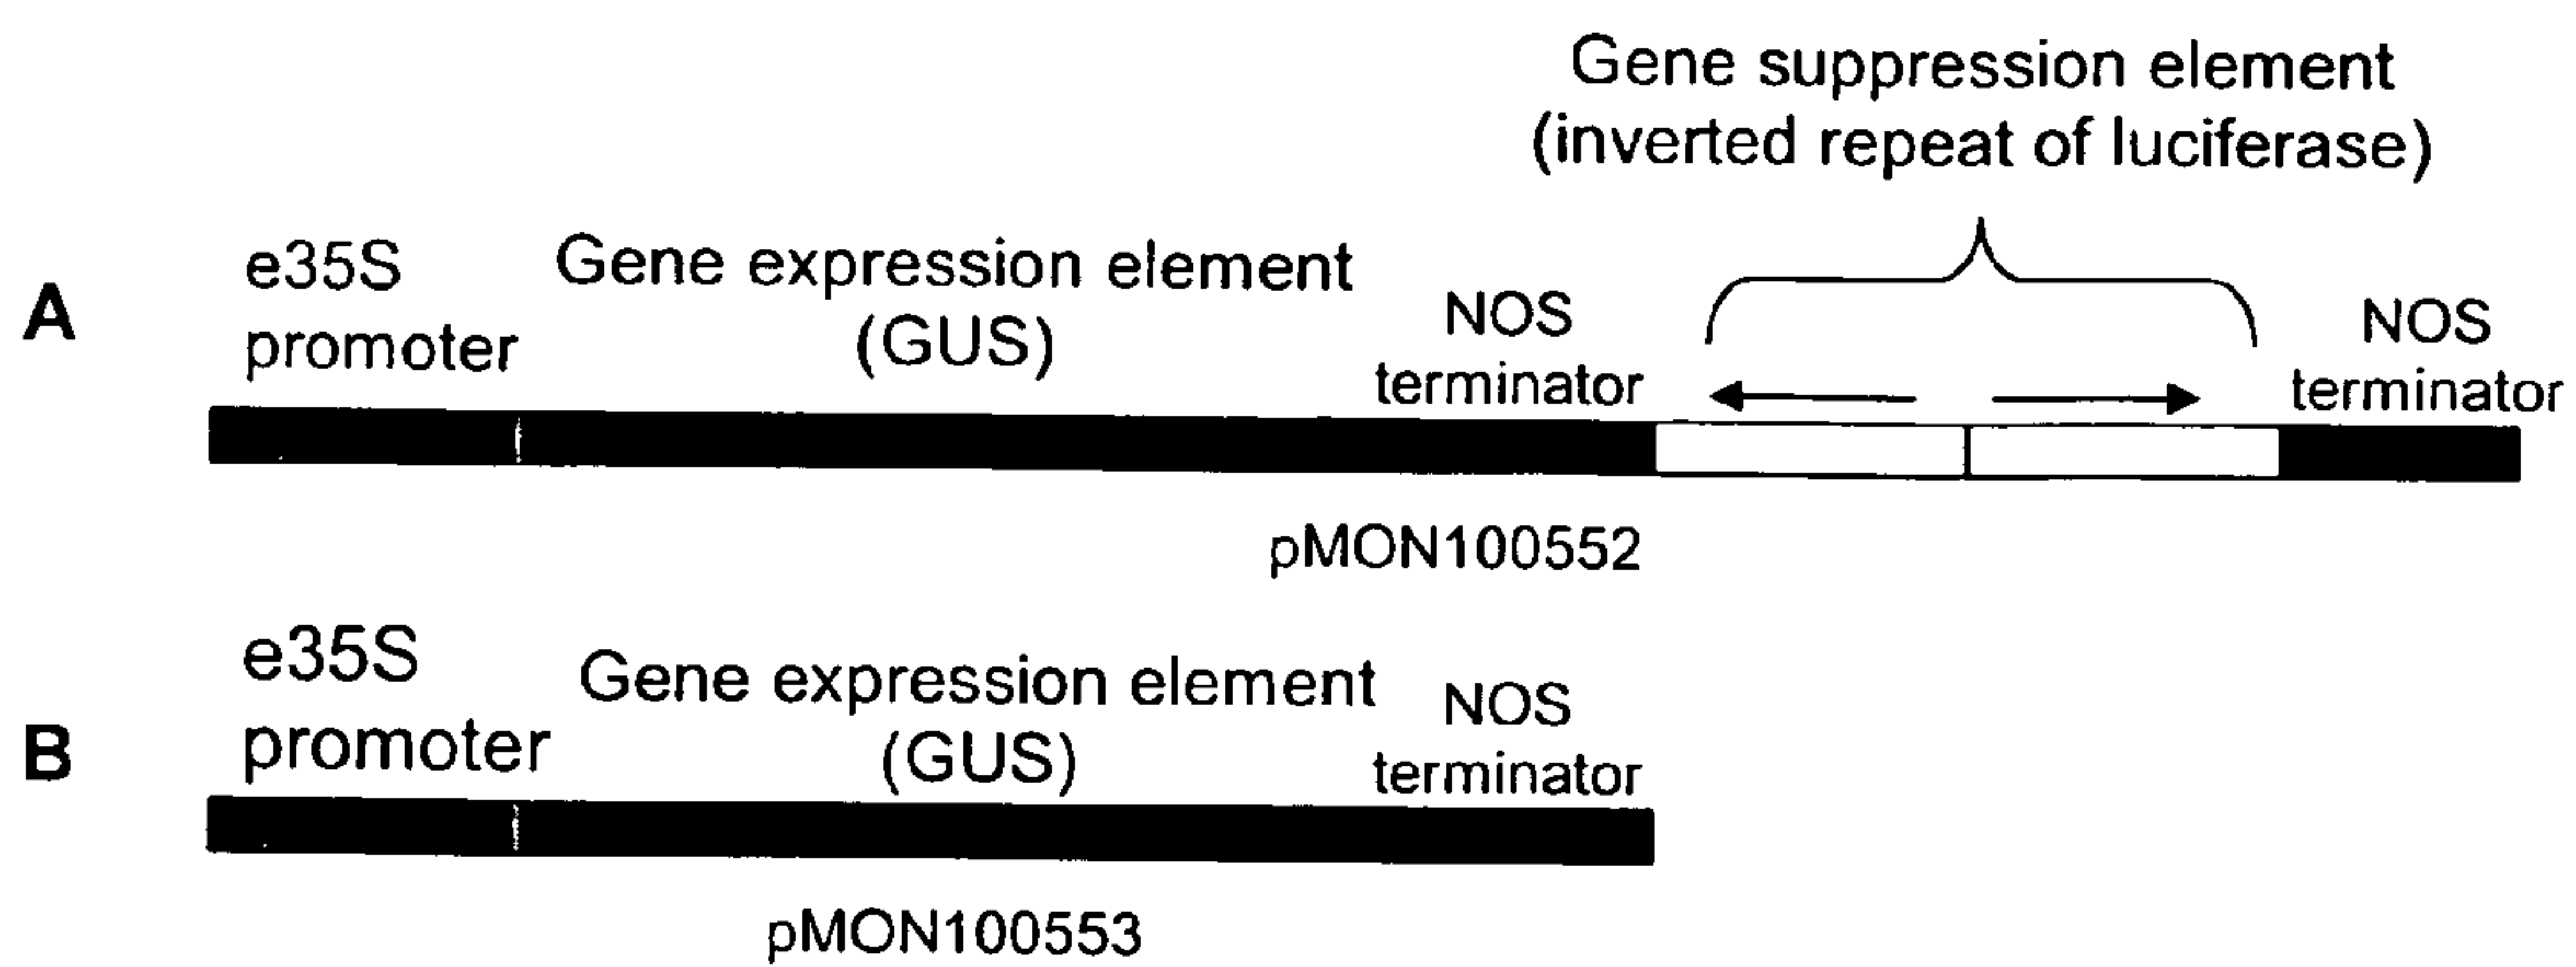 Gene suppression element
(inverted repeat of luciferase)
A
e35S
promoter
Gene expression element
(GUS)
NOS
terminator
NOS
terminator
pMON100552
B
e35S
promoter
Gene expression element
(GUS)
NOS
terminator
pMON100553